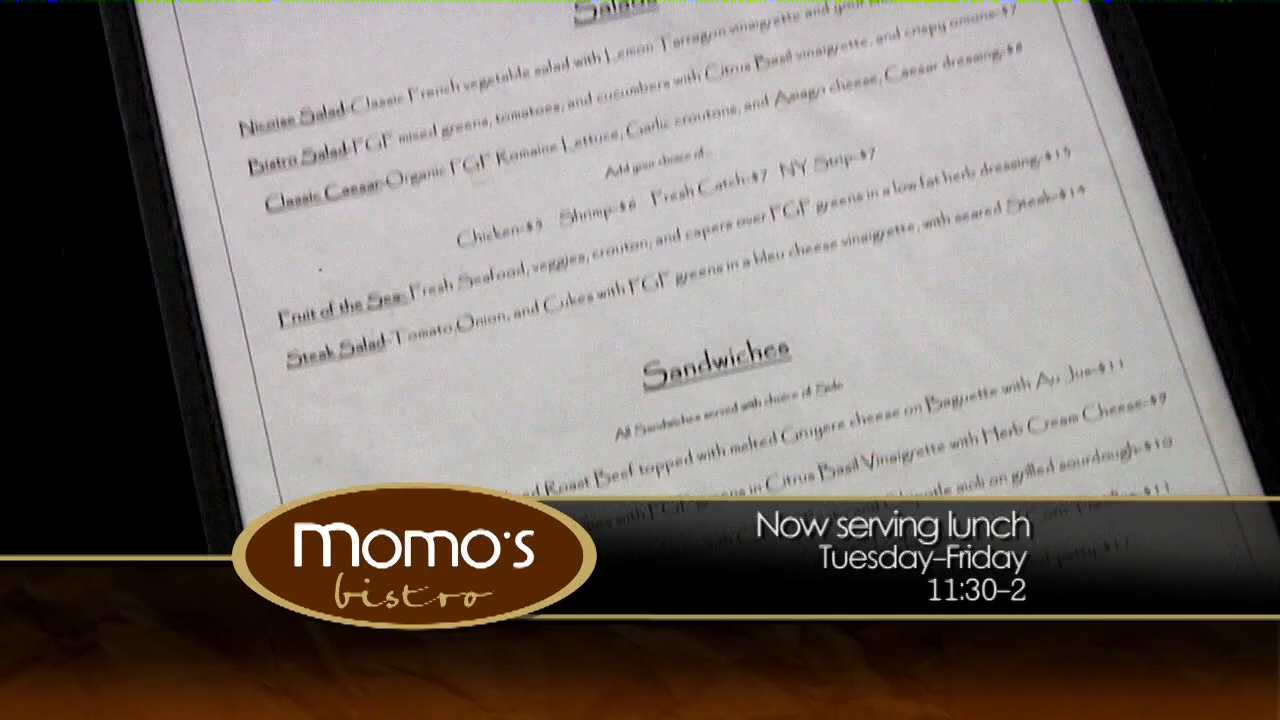 Salads
Nicoise Salad-Classic French vegetable salad with Lemon Tarragon vinaigrette and your
Bistro Salad-FGF mixed greens, tomatoes, and cucumbers with Citrus Basil vinaigrette, and crispy onions-$7
Classic Caesar-Organic FGF Romaine Lettuce, Garlic croutons, and Asiago cheese, Caesar dressing-$8
Add your choice of..
Chicken-$5 Shrimp-$6 Fresh Catch-$7 NY Strip-$7
Fruit of the Sea-Fresh Seafood, veggies, crouton, and capers over FGF greens in a low fat herb dressing-$15
Steak Salad-Tomato,Onion, and Cukes with FGF greens in a bleu cheese vinaigrette, with seared Steak-$14
Sandwiches
All Sandwiches served with choice of Side
Roast Beef topped with melted Gruyere cheese on Baguette with Au Jus-$11
in Citrus Basil Vinaigrette with Herb Cream Cheese-$9
aioli on grilled sourdough-$10
momo's
bistro
Now serving lunch
Tuesday–Friday
11:30–2